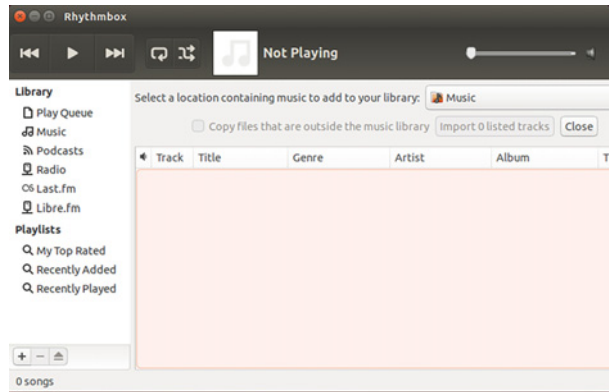 Rhythmbox
Not Playing
Library
Play Queue
Music
Podcasts
Radio
Last.fm
Libre.fm
Playlists
My Top Rated
Recently Added
Recently Played
Select a location containing music to add to your library: Music
Copy files that are outside the music library Import 0 listed tracks Close
Track Title Genre Artist Album T
0 songs